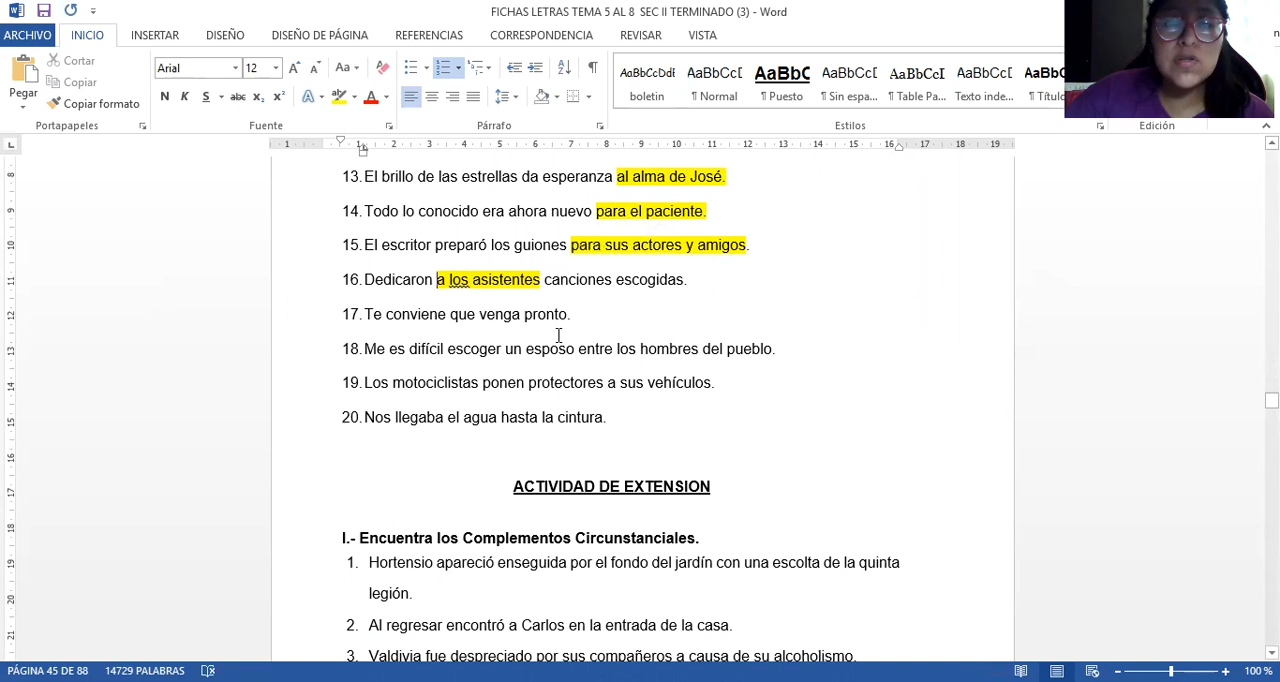 FICHAS LETRAS TEMA 5 AL 8 SEC II TERMINADO (3) - Word
ARCHIVO INICIO INSERTAR DISEÑO DISEÑO DE PÁGINA REFERENCIAS CORRESPONDENCIA REVISAR VISTA
Pegar
Cortar
Copiar
Copiar formato
Portapapeles
Arial 12
Fuente
Párrafo
AaBbCcDdI AaBbCcI AaBbC AaBbCcI AaBbCcI AaBbCcI AaBbC
boletin ¶ Normal ¶ Puesto ¶ Sin espa... ¶ Table Pa... Texto inde... ¶ Título
Estilos
Edición
13. El brillo de las estrellas da esperanza al alma de José.
14. Todo lo conocido era ahora nuevo para el paciente.
15. El escritor preparó los guiones para sus actores y amigos.
16. Dedicaron a los asistentes canciones escogidas.
17. Te conviene que venga pronto.
18. Me es difícil escoger un esposo entre los hombres del pueblo.
19. Los motociclistas ponen protectores a sus vehículos.
20. Nos llegaba el agua hasta la cintura.
ACTIVIDAD DE EXTENSION
I.- Encuentra los Complementos Circunstanciales.
1. Hortensio apareció enseguida por el fondo del jardín con una escolta de la quinta
legión.
2. Al regresar encontró a Carlos en la entrada de la casa.
3. Valdivia fue despreciado por sus compañeros a causa de su alcoholismo.
PÁGINA 45 DE 88 14729 PALABRAS 100 %